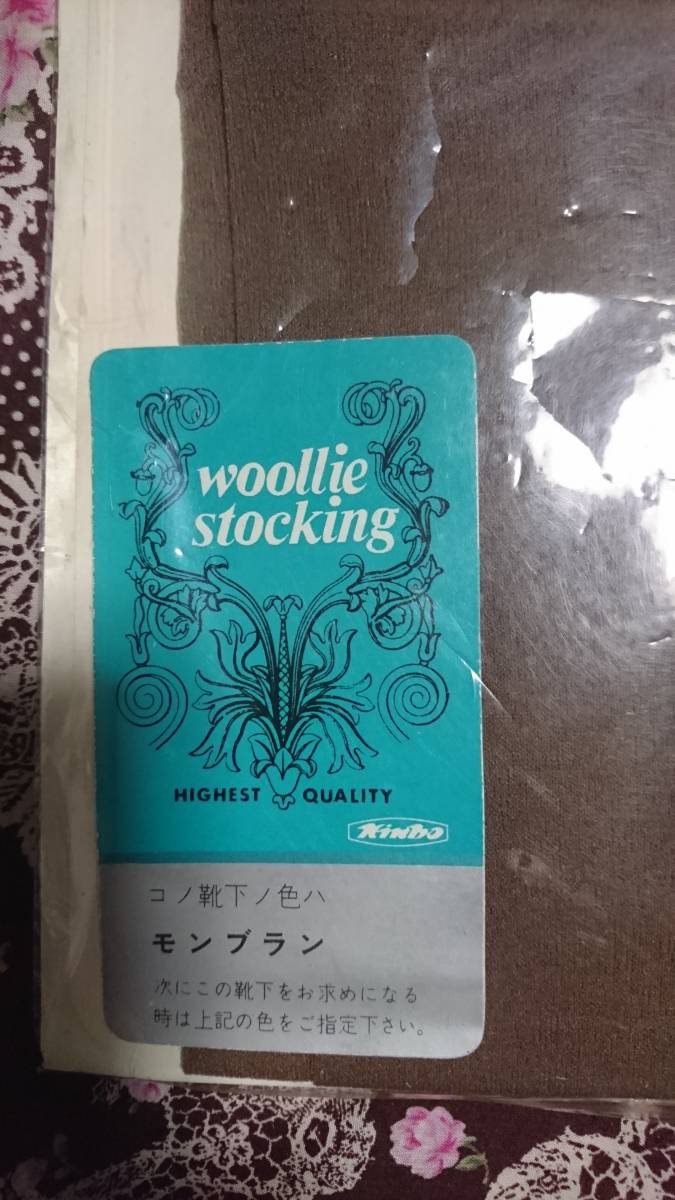 woollie
stocking
HIGHEST QUALITY
Kinbo
コノ靴下ノ色ハ
モンブラン
次にこの靴下をお求めになる
時は上記の色をご指定下さい。